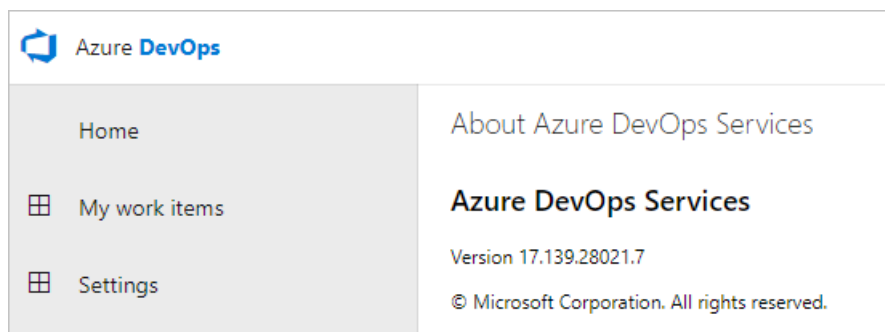 Azure DevOps
Home
My work items
Settings
About Azure DevOps Services
Azure DevOps Services
Version 17.139.28021.7
© Microsoft Corporation. All rights reserved.